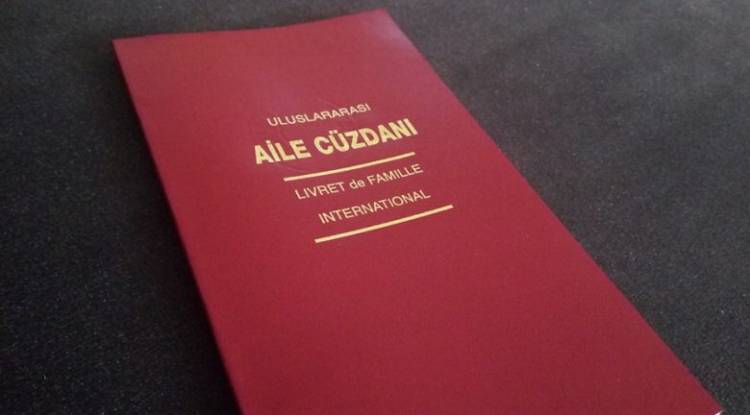 ULUSLARARASI
AİLE CÜZDANI
LIVRET de FAMILLE
INTERNATIONAL